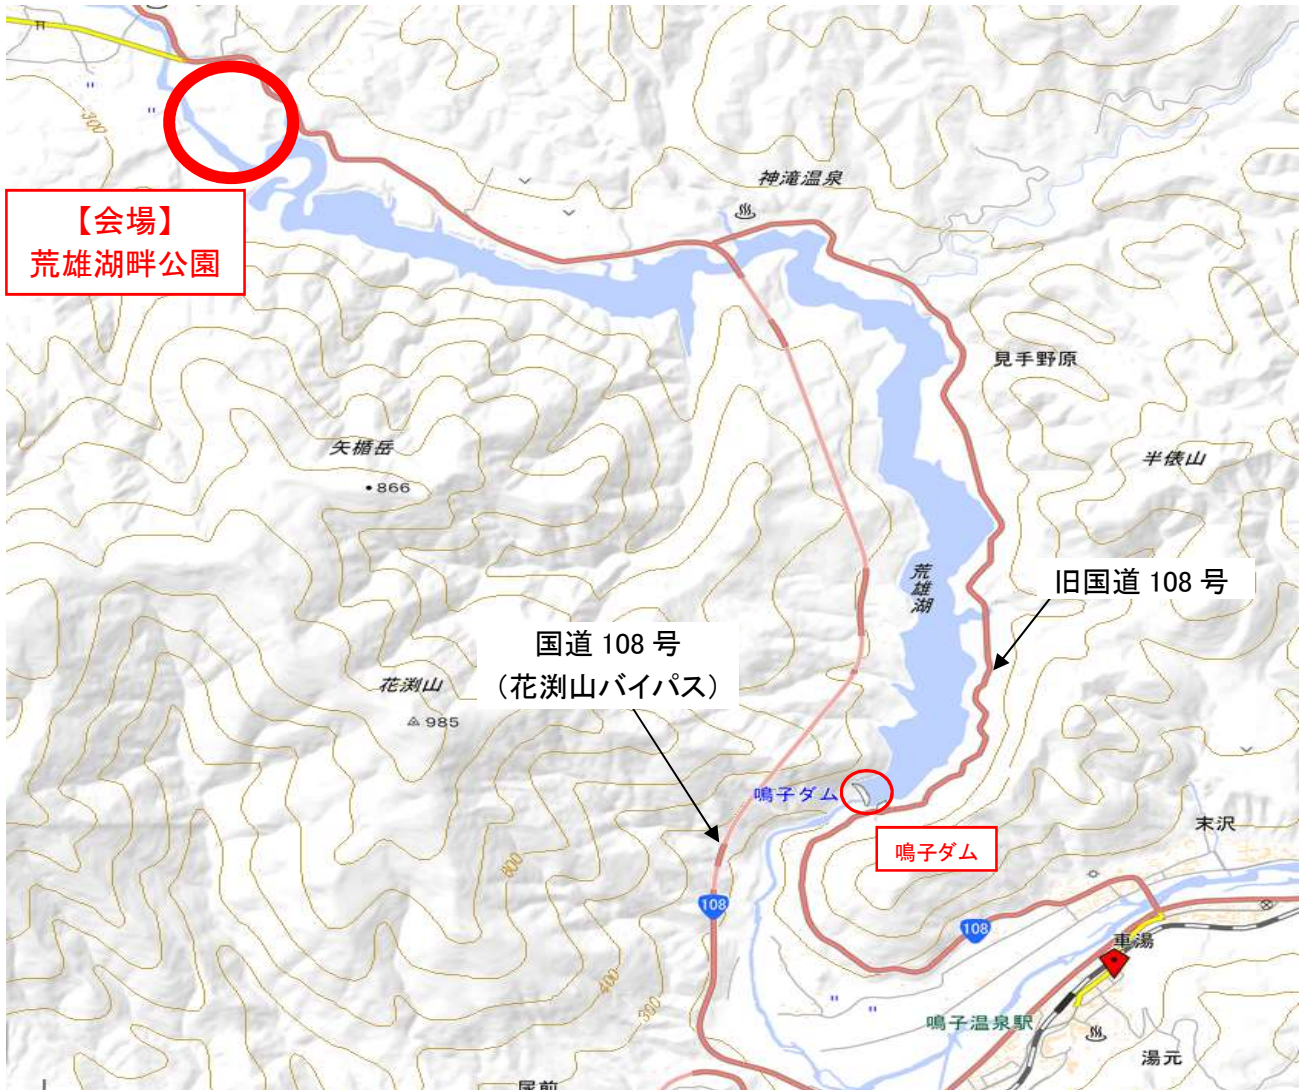 300
【会場】
荒雄湖畔公園
神滝温泉
見手野原
矢楯岳
866
半俵山
荒雄湖
旧国道 108 号
国道 108 号
（花渕山バイパス）
花渕山
985
鳴子ダム
鳴子ダム
末沢
800
108
108
車湯
400
300
鳴子温泉駅
湯元
尿前